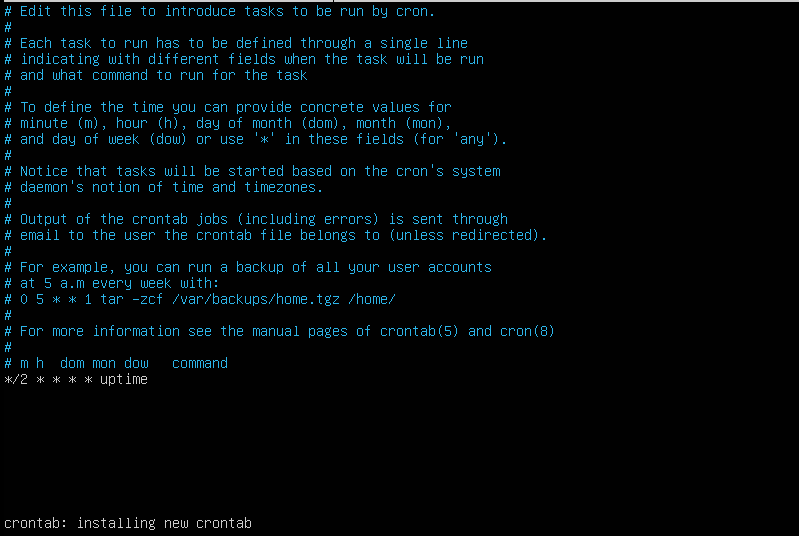 # Edit this file to introduce tasks to be run by cron.
#
# Each task to run has to be defined through a single line
# indicating with different fields when the task will be run
# and what command to run for the task
#
# To define the time you can provide concrete values for
# minute (m), hour (h), day of month (dom), month (mon),
# and day of week (dow) or use '*' in these fields (for 'any').
#
# Notice that tasks will be started based on the cron's system
# daemon's notion of time and timezones.
#
# Output of the crontab jobs (including errors) is sent through
# email to the user the crontab file belongs to (unless redirected).
#
# For example, you can run a backup of all your user accounts
# at 5 a.m every week with:
# 0 5 * * 1 tar -zcf /var/backups/home.tgz /home/
#
# For more information see the manual pages of crontab(5) and cron(8)
#
# m h  dom mon dow   command
*/2 * * * * uptime
crontab: installing new crontab